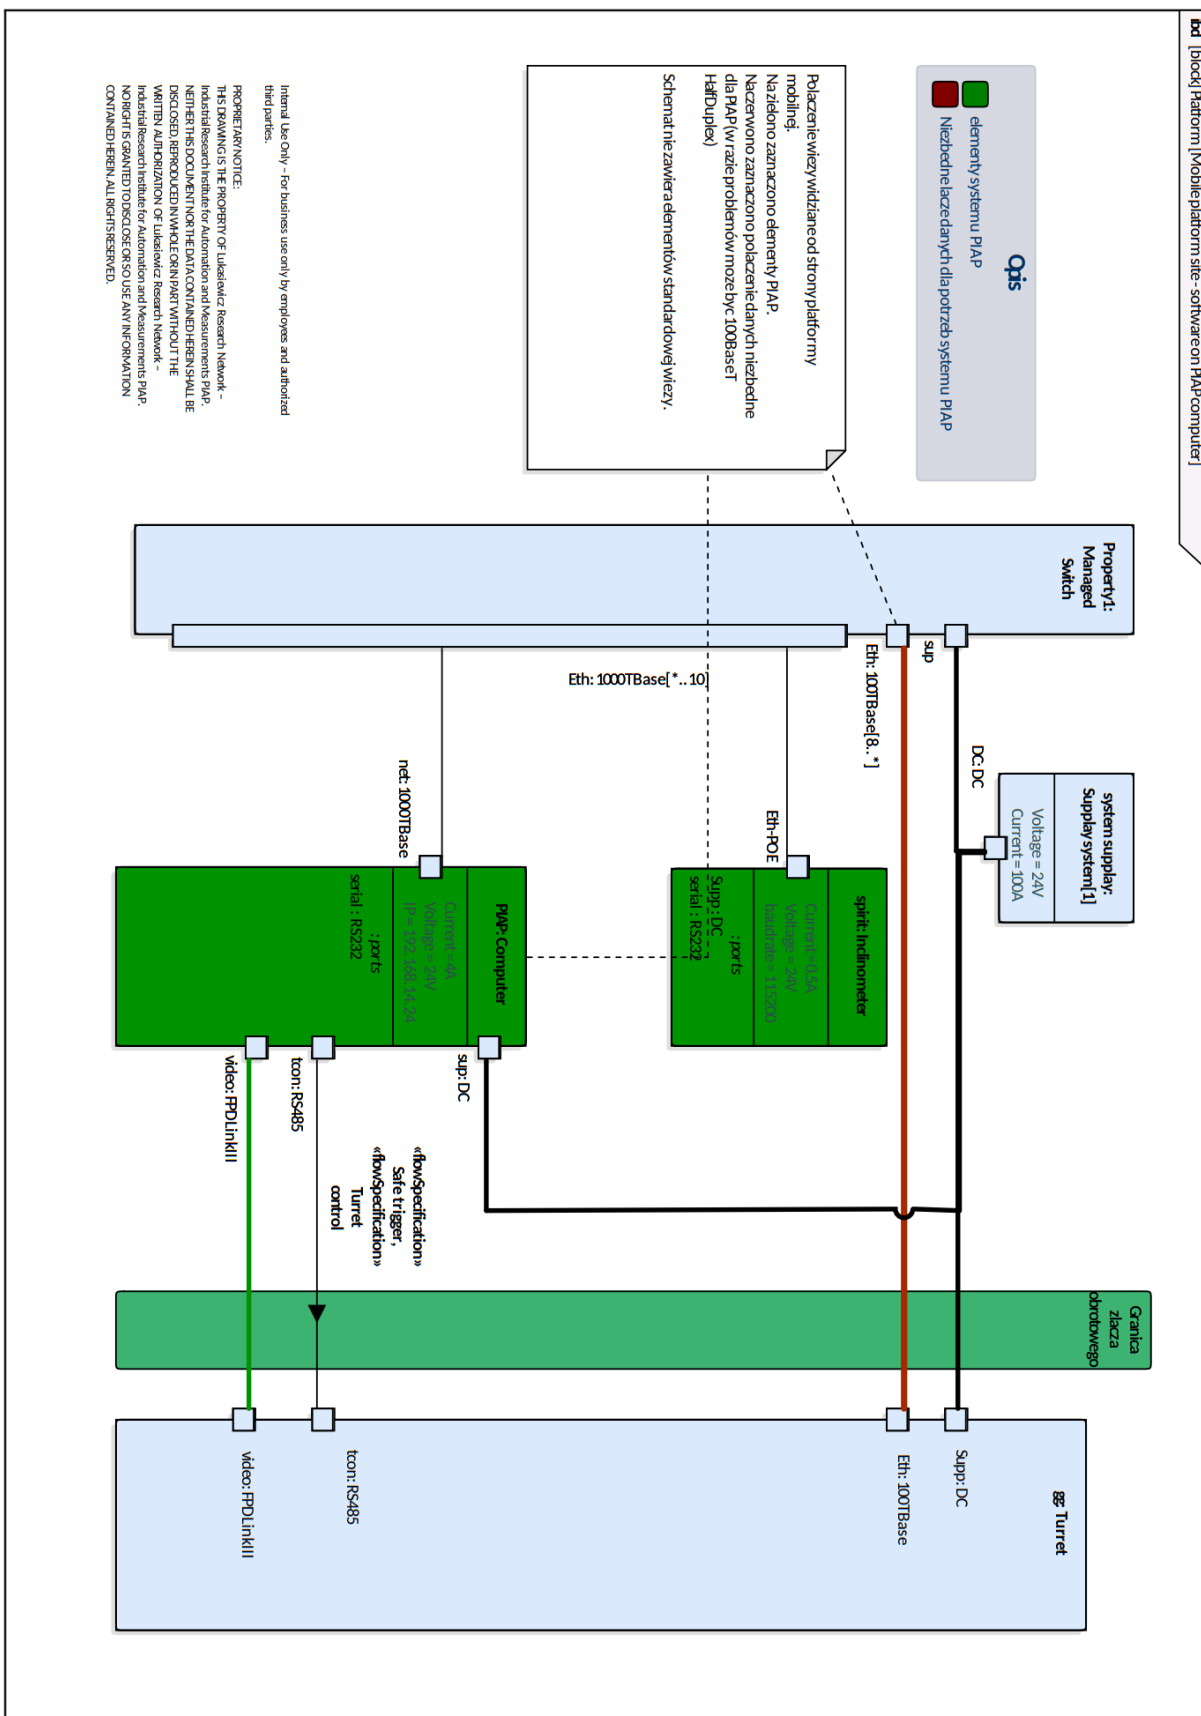 ibd [block] Platform [Mobile platform site - software on PIAP computer]
Opis
elementy systemu PIAP
Niezbedne lacze danych dla potrzeb systemu PIAP
Polaczenie wiezy widziane od strony platformy
mobilnej.
Na zielono zaznaczono elementy PIAP.
Na czerwono zaznaczono polaczenie danych niezbedne
dla PIAP (w razie problemów moze byc 100BaseT
HalfDuplex)
Schemat nie zawiera elementów standardowej wiezy.
Internal Use Only – For business use only by employees and authorized
third parties.
PROPRIETARY NOTICE:
THIS DRAWING IS THE PROPERTY OF Lukasiewicz Research Network –
Industrial Research Institute for Automation and Measurements PIAP.
NEITHER THIS DOCUMENT NOR THE DATA CONTAINED HEREIN SHALL BE
DISCLOSED, REPRODUCED IN WHOLE OR IN PART WITHOUT THE
WRITTEN AUTHORIZATION OF Lukasiewicz Research Network –
Industrial Research Institute for Automation and Measurements PIAP.
NO RIGHT IS GRANTED TO DISCLOSE OR SO USE ANY INFORMATION
CONTAINED HEREIN. ALL RIGHTS RESERVED.
Property1:
Managed
Switch
sup
Eth: 100TBase[8..*]
Eth: 1000TBase[*..10]
DC: DC
system supplay:
Supplay system[1]
Voltage = 24V
Current = 100A
Eth-POE
spirit: Inclinometer
Current=0.5A
Voltage = 24V
baudrate = 115200
: ports
Supp : DC
serial : RS232
net: 1000TBase
PIAP: Computer
Current=4A
Voltage = 24V
IP = 192.168.14.24
: ports
serial : RS232
sup: DC
tcon: RS485
video: FPDLinkIII
«flowSpecification»
Safe trigger,
«flowSpecification»
Turret
control
Granica
zlacza
obrotowego
gg: Turret
Supp: DC
Eth: 100TBase
tcon: RS485
video: FPDLinkIII